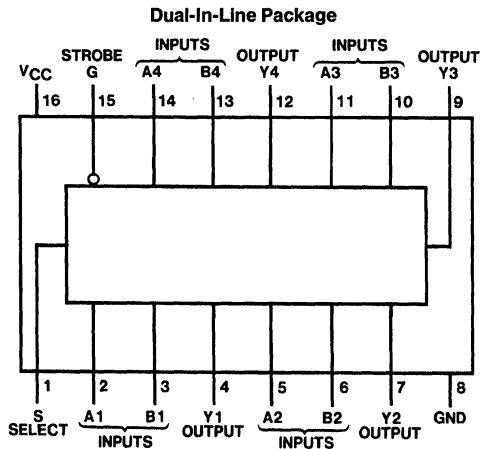 Dual-In-Line Package
STROBE INPUTS OUTPUT INPUTS OUTPUT
VCC G A4 B4 Y4 A3 B3 Y3
16 15 14 13 12 11 10 9
1 2 3 4 5 6 7 8
S A1 B1 Y1 A2 B2 Y2 GND
SELECT INPUTS OUTPUT INPUTS OUTPUT